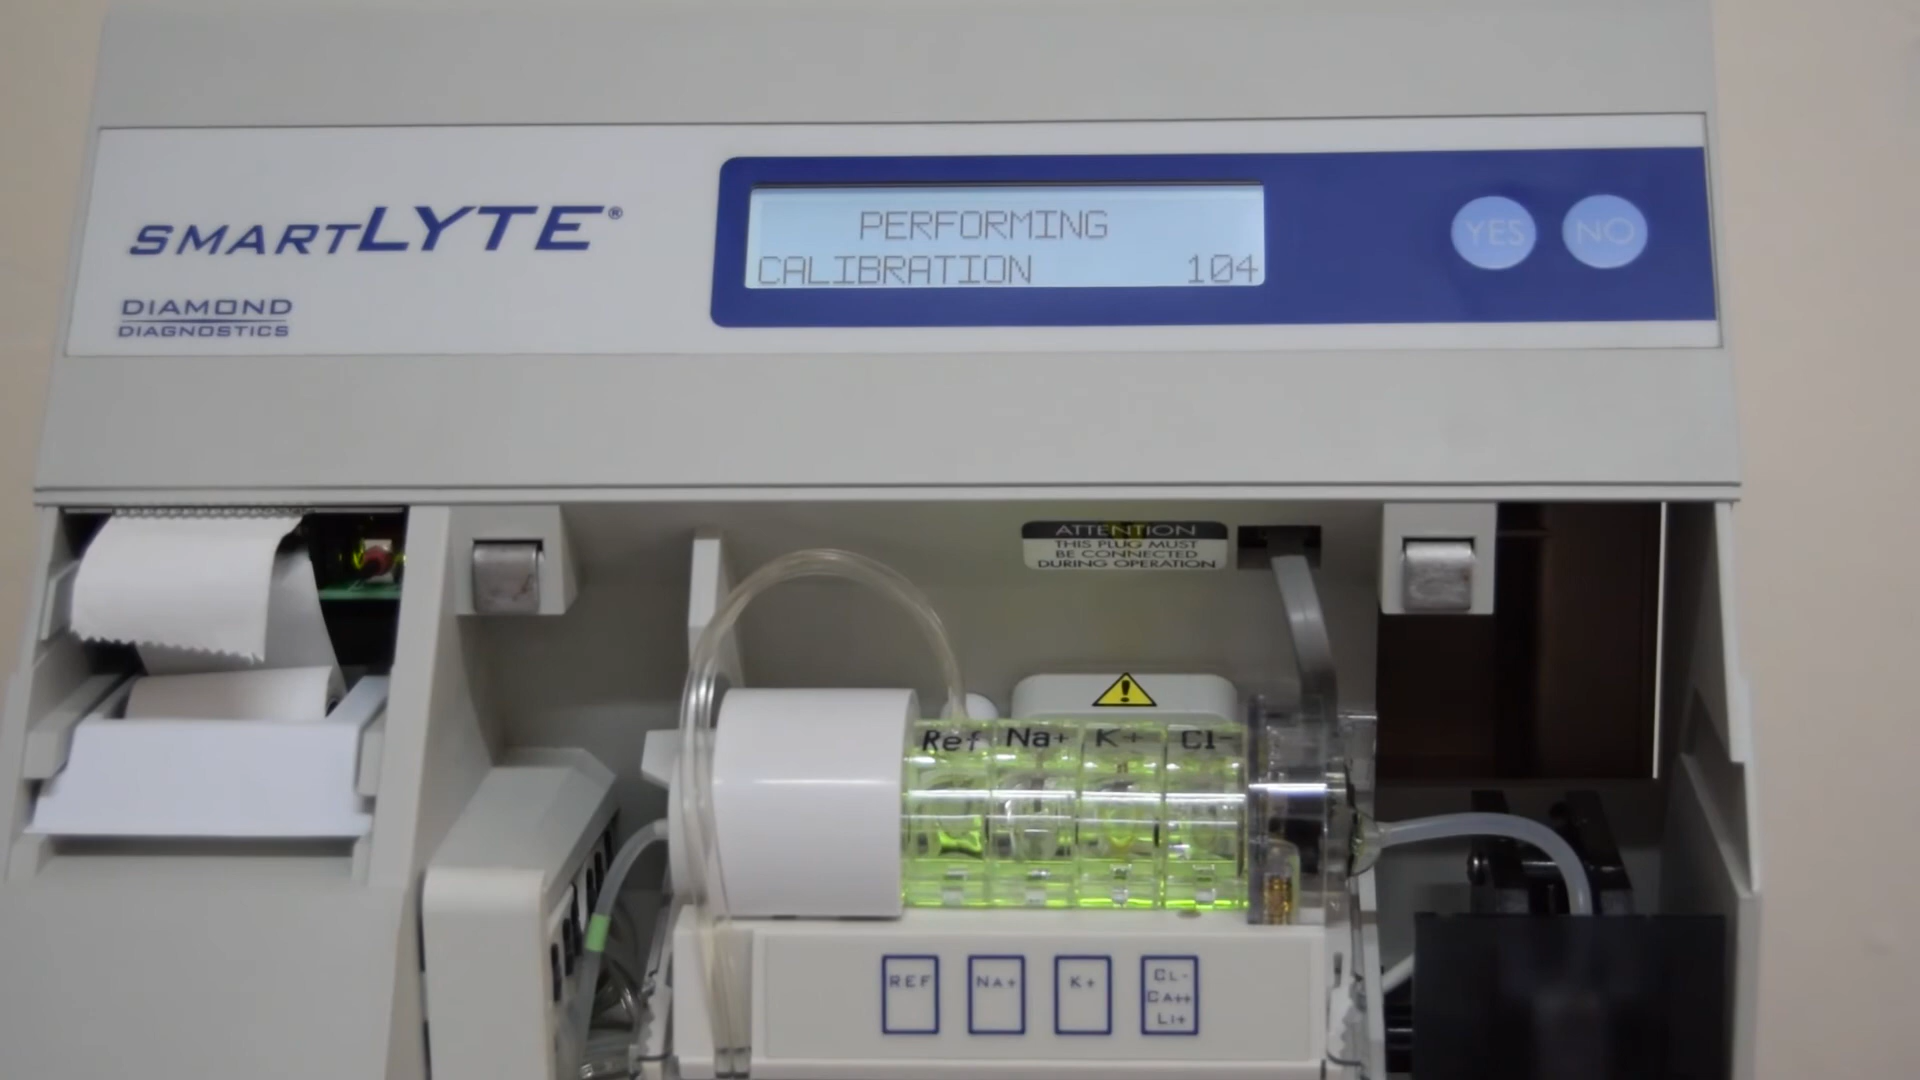 SMARTLYTE®
DIAMOND
DIAGNOSTICS
PERFORMING
CALIBRATION 104
YES NO
ATTENTION
THIS PLUG MUST
BE CONNECTED
DURING OPERATION
Ref Na+ K+ Cl-
REF
NA+
K+
CL-
CA++
LI+